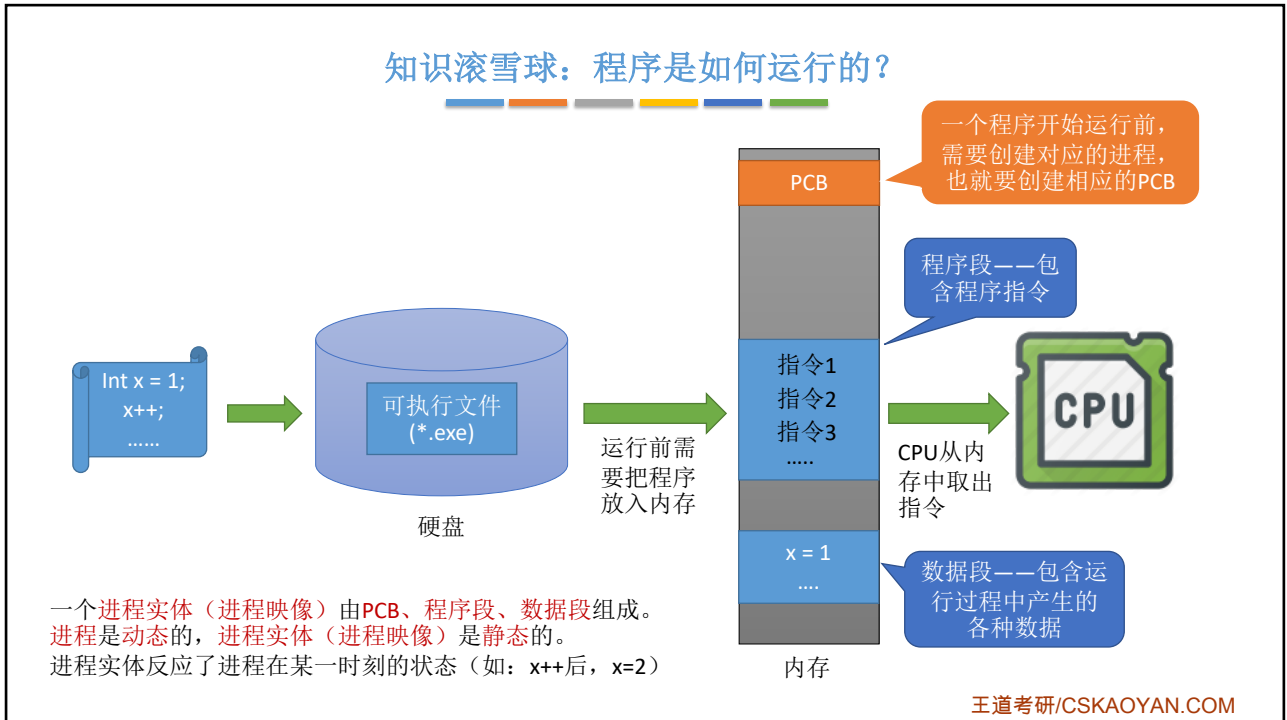 知识滚雪球：程序是如何运行的？
一个程序开始运行前，
需要创建对应的进程，
也就要创建相应的PCB
PCB
程序段——包
含程序指令
Int x = 1;
x++;
……
可执行文件
(*.exe)
硬盘
运行前需
要把程序
放入内存
指令1
指令2
指令3
…..
CPU从内
存中取出
指令
CPU
x = 1
….
数据段——包含运
行过程中产生的
各种数据
内存
一个进程实体（进程映像）由PCB、程序段、数据段组成。
进程是动态的，进程实体（进程映像）是静态的。
进程实体反应了进程在某一时刻的状态（如：x++后，x=2）
王道考研/CSKAOYAN.COM